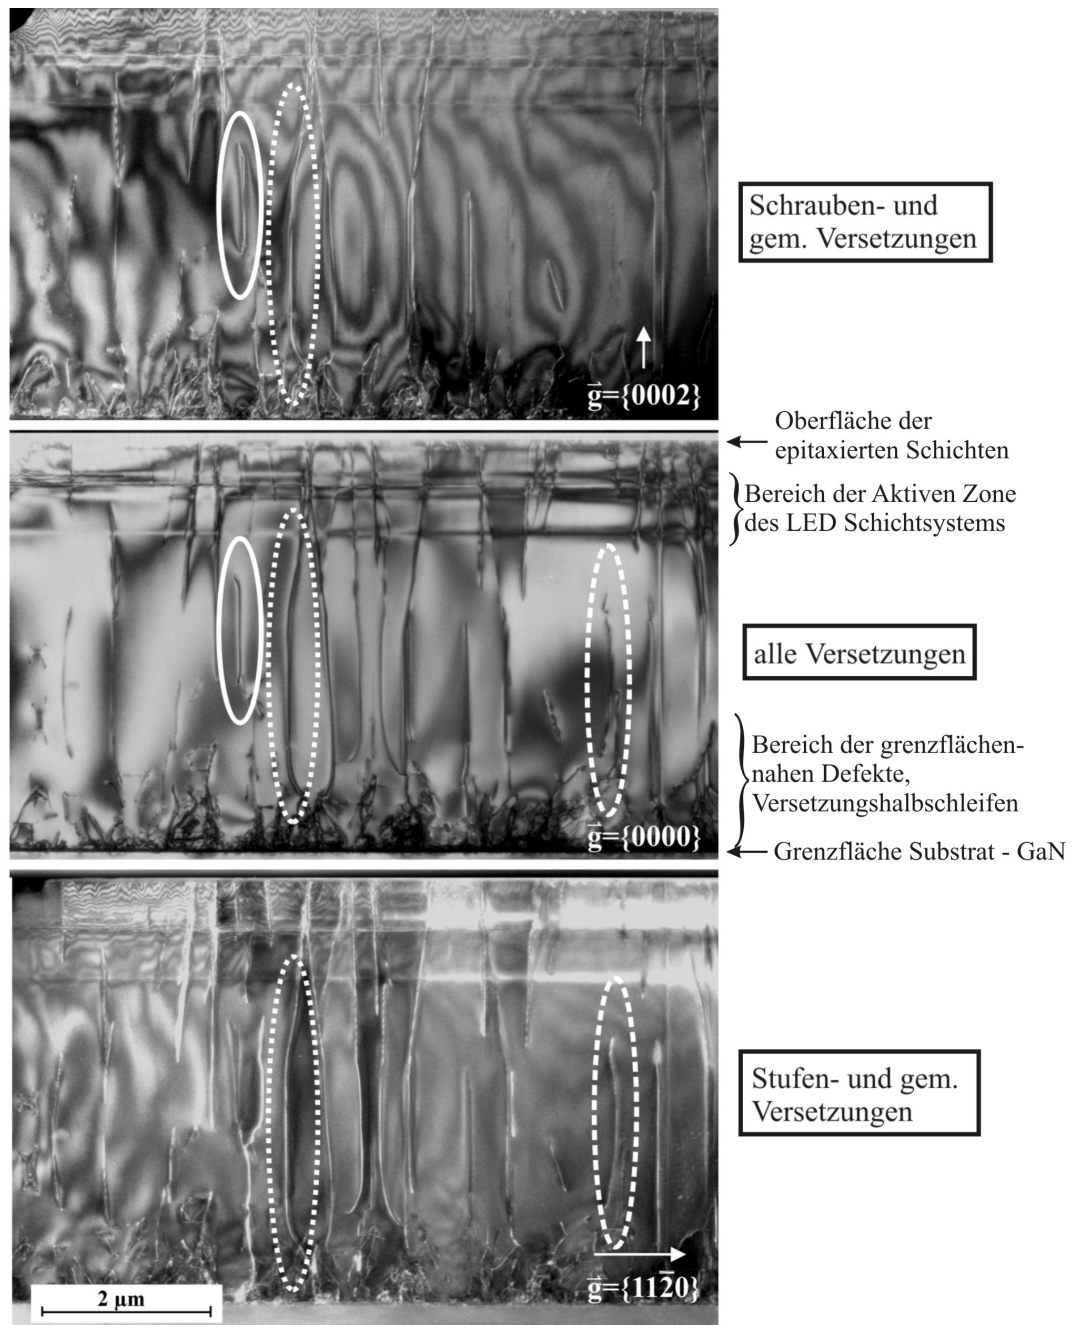 Schrauben- und
gem. Versetzungen
g⃗={0002}
Oberfläche der
epitaxierten Schichten
Bereich der Aktiven Zone
des LED Schichtsystems
alle Versetzungen
Bereich der grenzflächen-
nahen Defekte,
Versetzungshalbschleifen
g⃗={0000}
Grenzfläche Substrat - GaN
Stufen- und gem.
Versetzungen
g⃗={112̅0}
2 µm